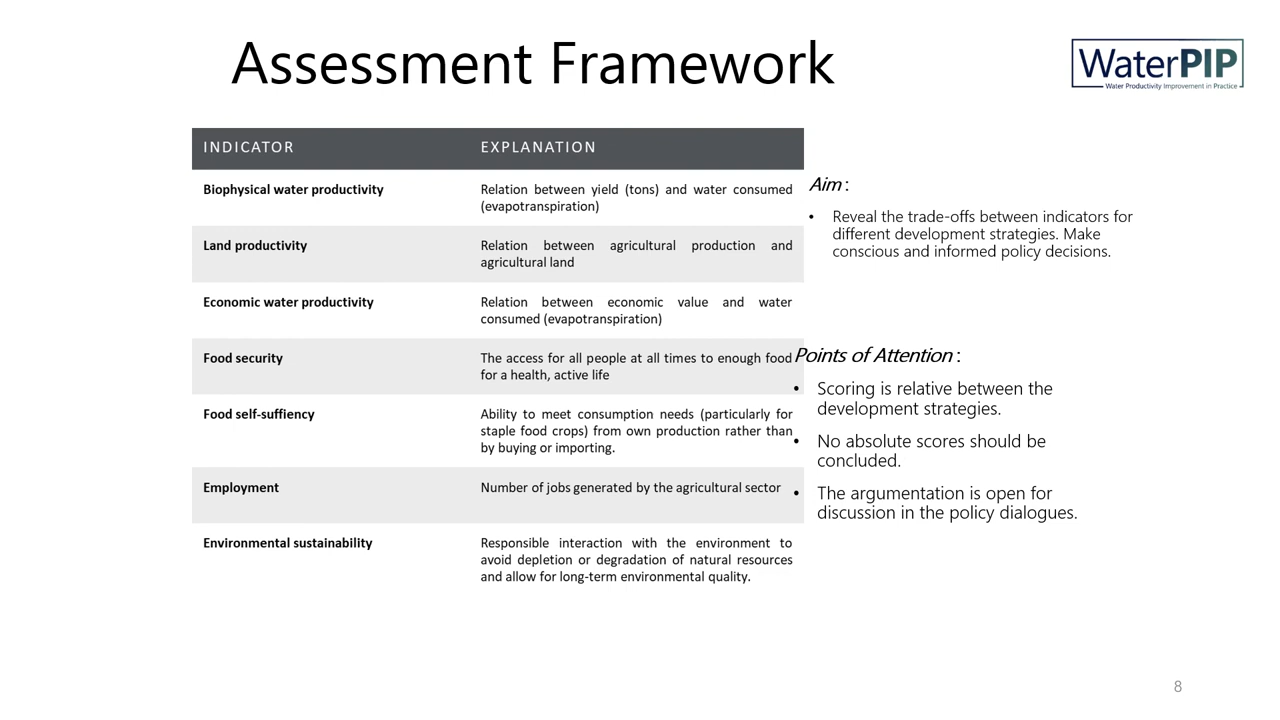 Assessment Framework
WaterPIP
Water Productivity Improvement in Practice
INDICATOR
EXPLANATION
Biophysical water productivity
Relation between yield (tons) and water consumed
(evapotranspiration)
Land productivity
Relation between agricultural production and
agricultural land
Economic water productivity
Relation between economic value and water
consumed (evapotranspiration)
Food security
The access for all people at all times to enough food
for a health, active life
Food self-suffiency
Ability to meet consumption needs (particularly for
staple food crops) from own production rather than
by buying or importing.
Employment
Number of jobs generated by the agricultural sector
Environmental sustainability
Responsible interaction with the environment to
avoid depletion or degradation of natural resources
and allow for long-term environmental quality.
Aim :
• Reveal the trade-offs between indicators for
different development strategies. Make
conscious and informed policy decisions.
Points of Attention :
• Scoring is relative between the
development strategies.
• No absolute scores should be
concluded.
• The argumentation is open for
discussion in the policy dialogues.
8